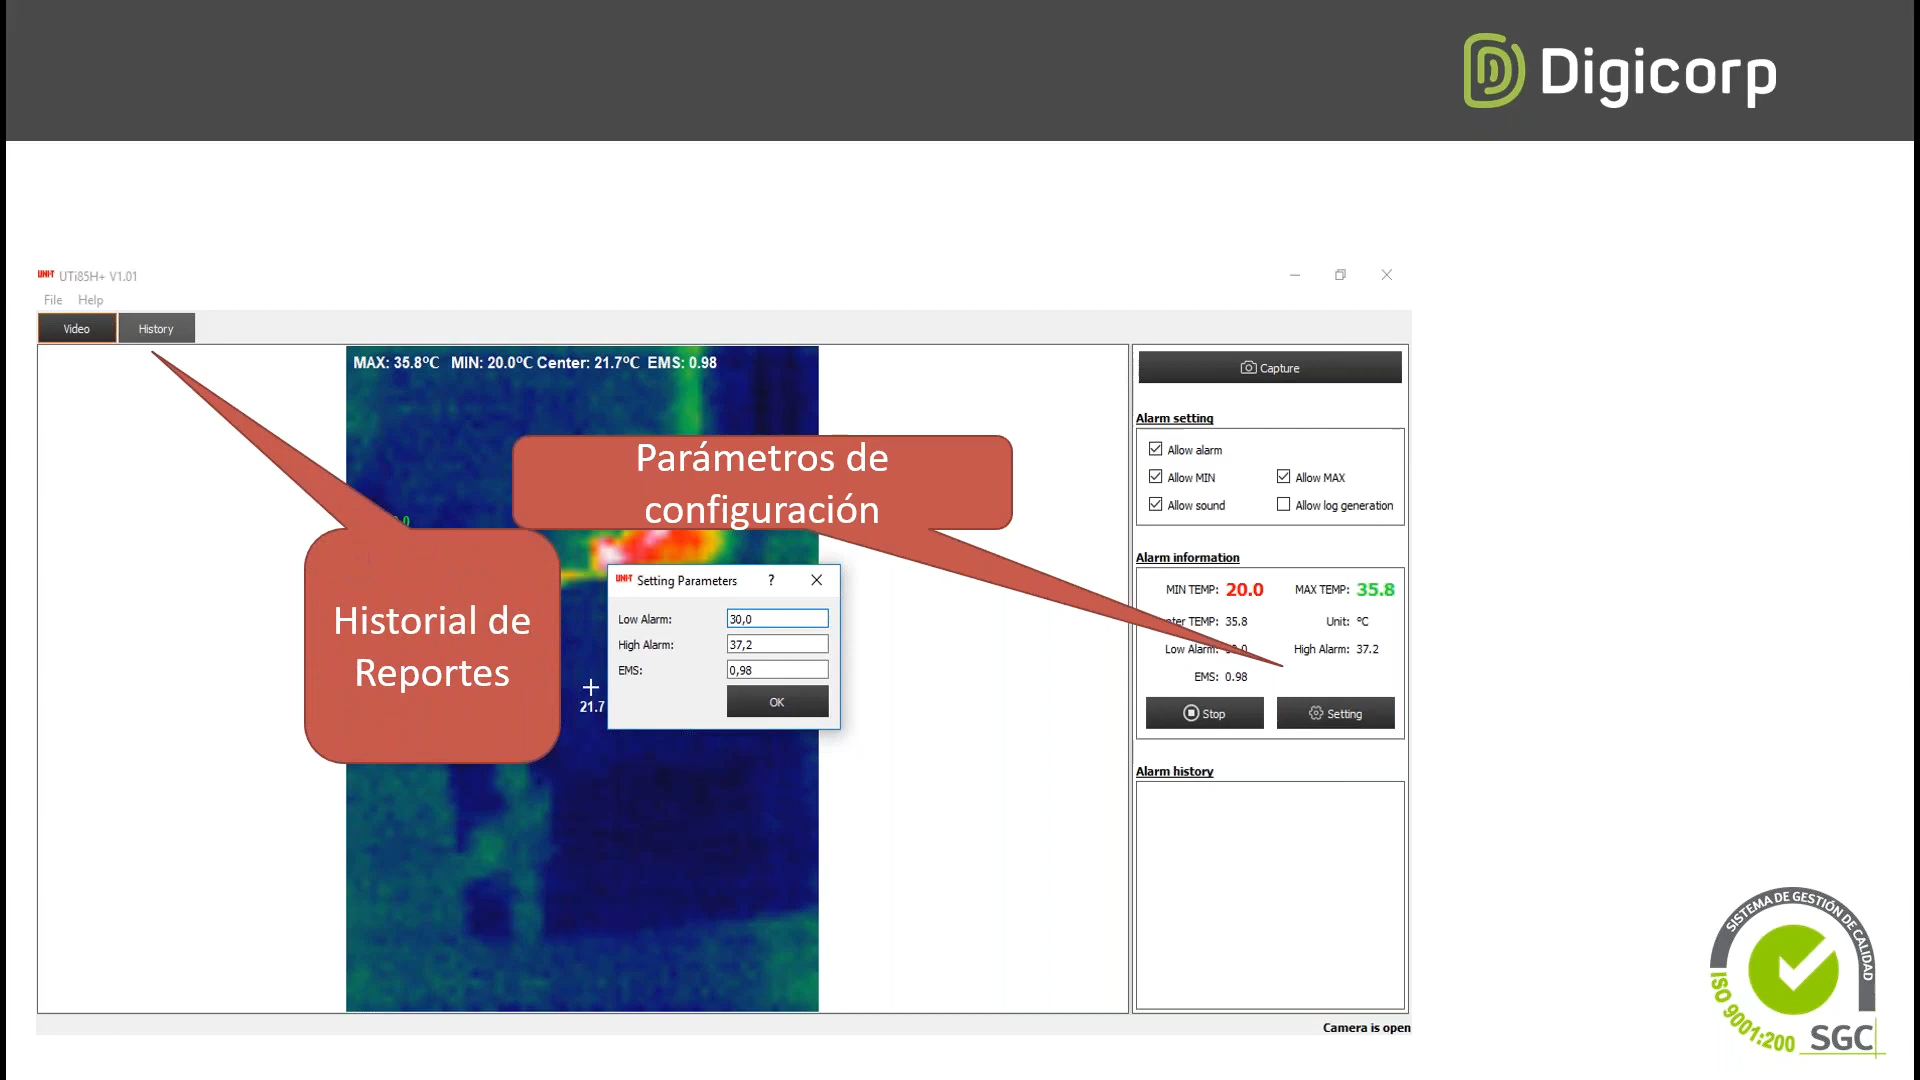 Digicorp
UNI-T UTi85H+ V1.01
File Help
Video History
MAX: 35.8°C MIN: 20.0°C Center: 21.7°C EMS: 0.98
Capture
Alarm setting
Allow alarm
Allow MIN Allow MAX
Allow sound Allow log generation
Parámetros de
configuración
Historial de
Reportes
UNI-T Setting Parameters ? 
Low Alarm: 30,0
High Alarm: 37,2
EMS: 0,98
OK
21.7
Alarm information
MIN TEMP: 20.0 MAX TEMP: 35.8
TEMP: 35.8 Unit: °C
Low Alarm: High Alarm: 37.2
EMS: 0.98
Stop Setting
Alarm history
Camera is open
SISTEMA DE GESTIÓN DE CALIDAD
ISO 9001:200
SGC